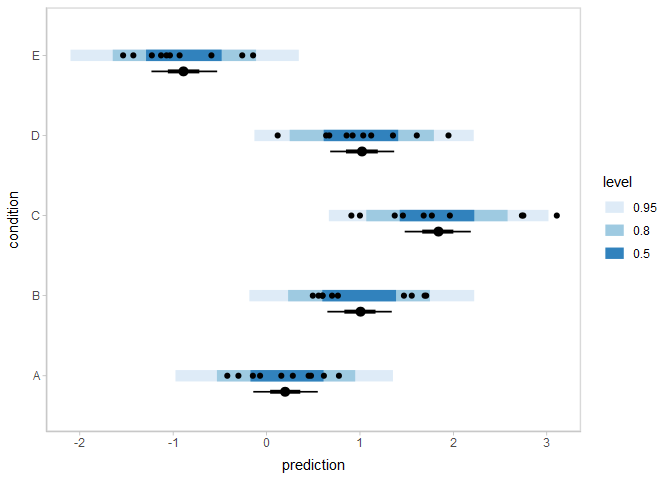 E
D
C
B
A
condition
-2 -1 0 1 2 3
prediction
level
0.95
0.8
0.5